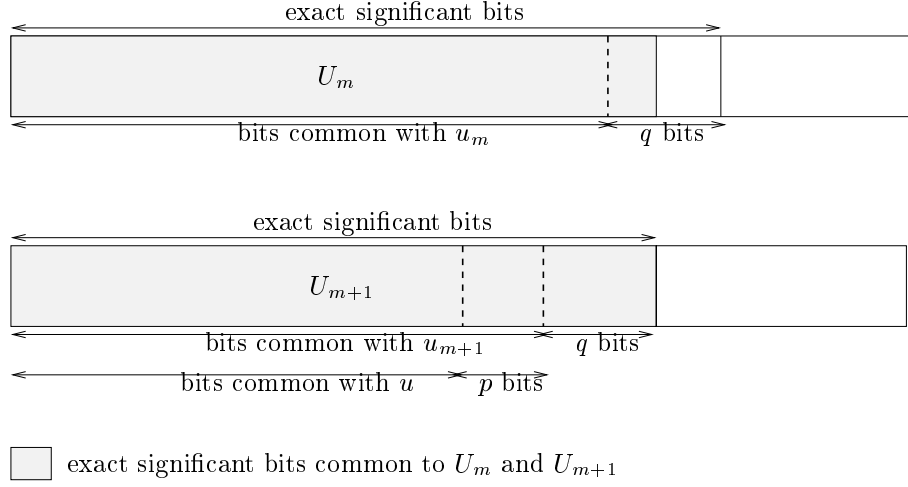 exact significant bits
U_m
bits common with u_m
q bits
exact significant bits
U_{m+1}
bits common with u_{m+1}
q bits
bits common with u
p bits
exact significant bits common to U_m and U_{m+1}